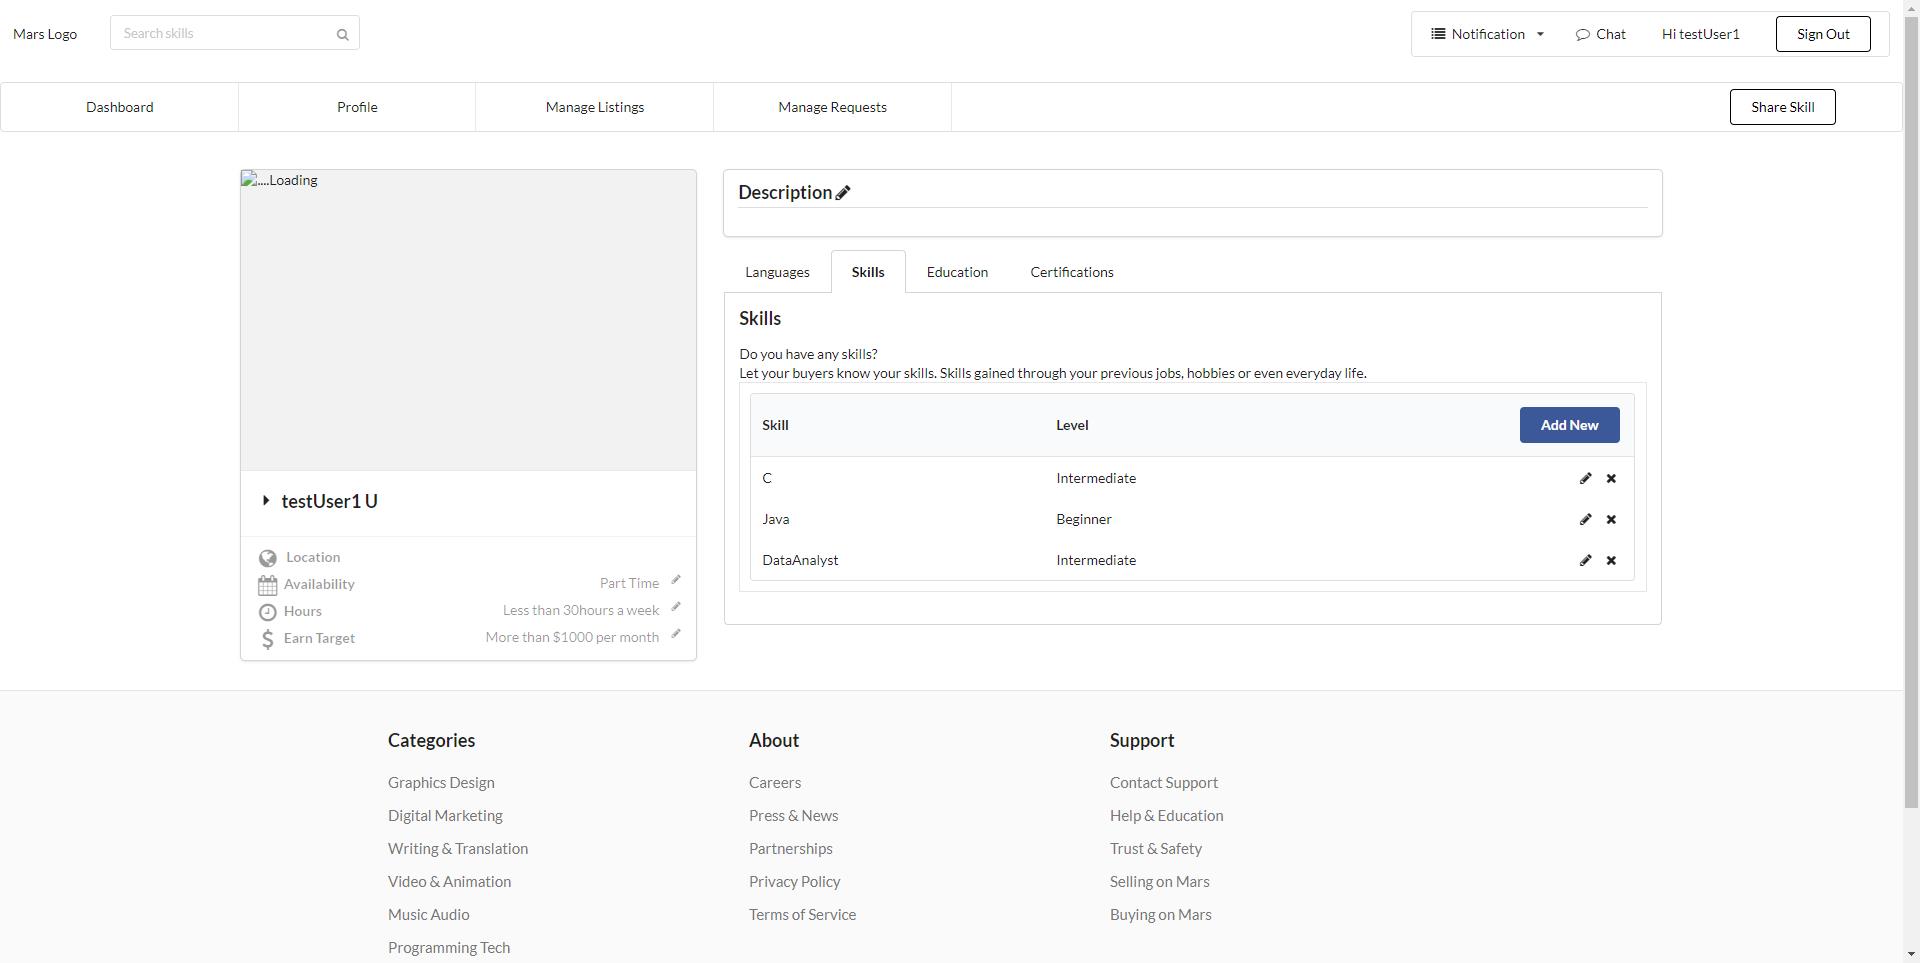 Mars Logo
Search skills
Notification
Chat
Hi testUser1
Sign Out
Dashboard
Profile
Manage Listings
Manage Requests
Share Skill
....Loading
testUser1 U
Location
Availability
Part Time
Hours
Less than 30hours a week
Earn Target
More than $1000 per month
Description
Languages
Skills
Education
Certifications
Skills
Do you have any skills?
Let your buyers know your skills. Skills gained through your previous jobs, hobbies or even everyday life.
Skill
Level
Add New
C
Intermediate
Java
Beginner
DataAnalyst
Intermediate
Categories
Graphics Design
Digital Marketing
Writing & Translation
Video & Animation
Music Audio
Programming Tech
About
Careers
Press & News
Partnerships
Privacy Policy
Terms of Service
Support
Contact Support
Help & Education
Trust & Safety
Selling on Mars
Buying on Mars